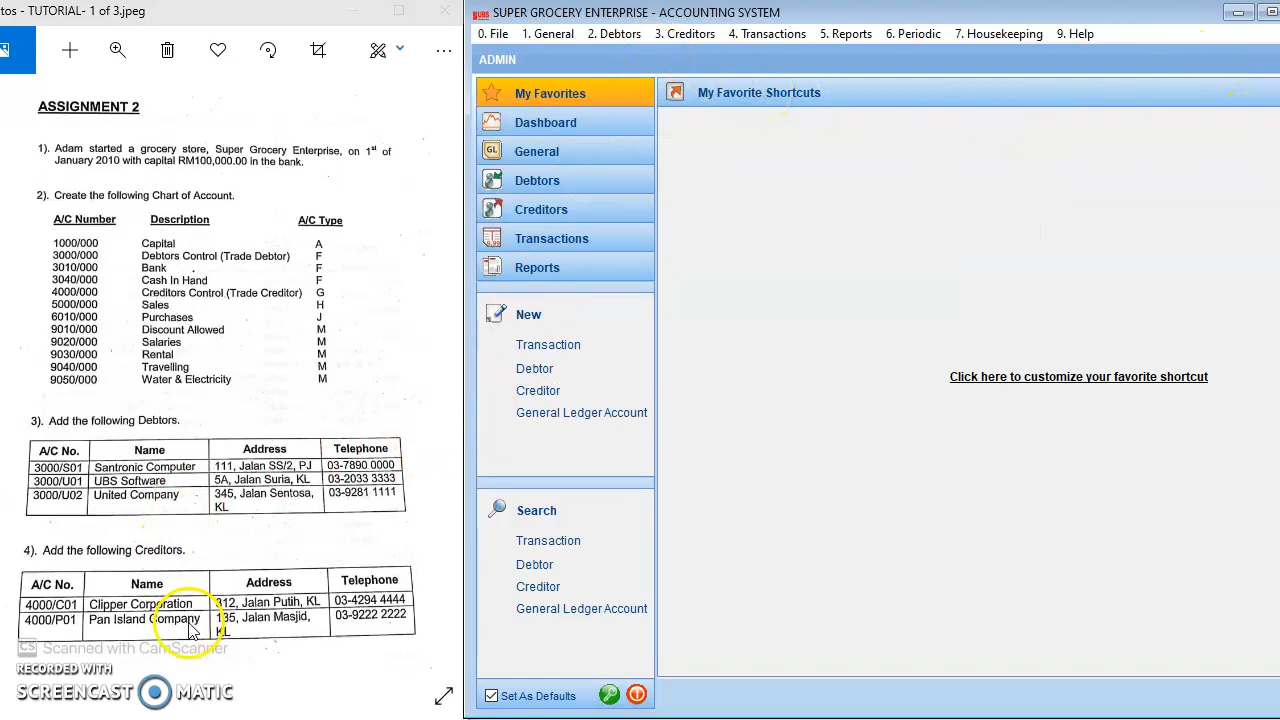 tos - TUTORIAL- 1 of 3.jpeg
ASSIGNMENT 2
1). Adam started a grocery store, Super Grocery Enterprise, on 1st of
January 2010 with capital RM100,000.00 in the bank.
2). Create the following Chart of Account.
A/C Number Description A/C Type
1000/000 Capital A
3000/000 Debtors Control (Trade Debtor) F
3010/000 Bank F
3040/000 Cash In Hand F
4000/000 Creditors Control (Trade Creditor) G
5000/000 Sales H
6010/000 Purchases J
9010/000 Discount Allowed M
9020/000 Salaries M
9030/000 Rental M
9040/000 Travelling M
9050/000 Water & Electricity M
3). Add the following Debtors.
A/C No. Name Address Telephone
3000/S01 Santronic Computer 111, Jalan SS/2, PJ 03-7890 0000
3000/U01 UBS Software 5A, Jalan Suria, KL 03-2033 3333
3000/U02 United Company 345, Jalan Sentosa, 03-9281 1111
KL
4). Add the following Creditors.
A/C No. Name Address Telephone
4000/C01 Clipper Corporation 312, Jalan Putih, KL 03-4294 4444
4000/P01 Pan Island Company 135, Jalan Masjid, 03-9222 2222
KL
CS Scanned with CamScanner
RECORDED WITH
SCREENCAST MATIC
UBS SUPER GROCERY ENTERPRISE - ACCOUNTING SYSTEM
0. File 1. General 2. Debtors 3. Creditors 4. Transactions 5. Reports 6. Periodic 7. Housekeeping 9. Help
ADMIN
My Favorites
Dashboard
GL General
Debtors
Creditors
Transactions
Reports
New
Transaction
Debtor
Creditor
General Ledger Account
Search
Transaction
Debtor
Creditor
General Ledger Account
Set As Defaults
My Favorite Shortcuts
Click here to customize your favorite shortcut